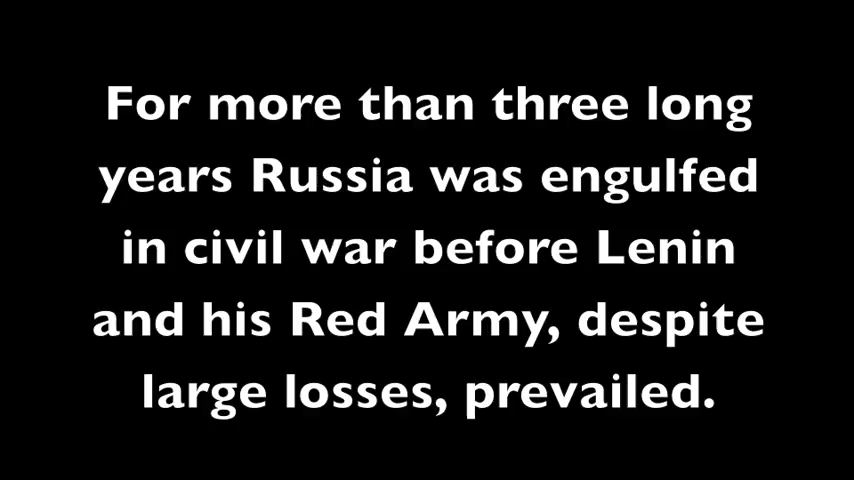 For more than three long
years Russia was engulfed
in civil war before Lenin
and his Red Army, despite
large losses, prevailed.